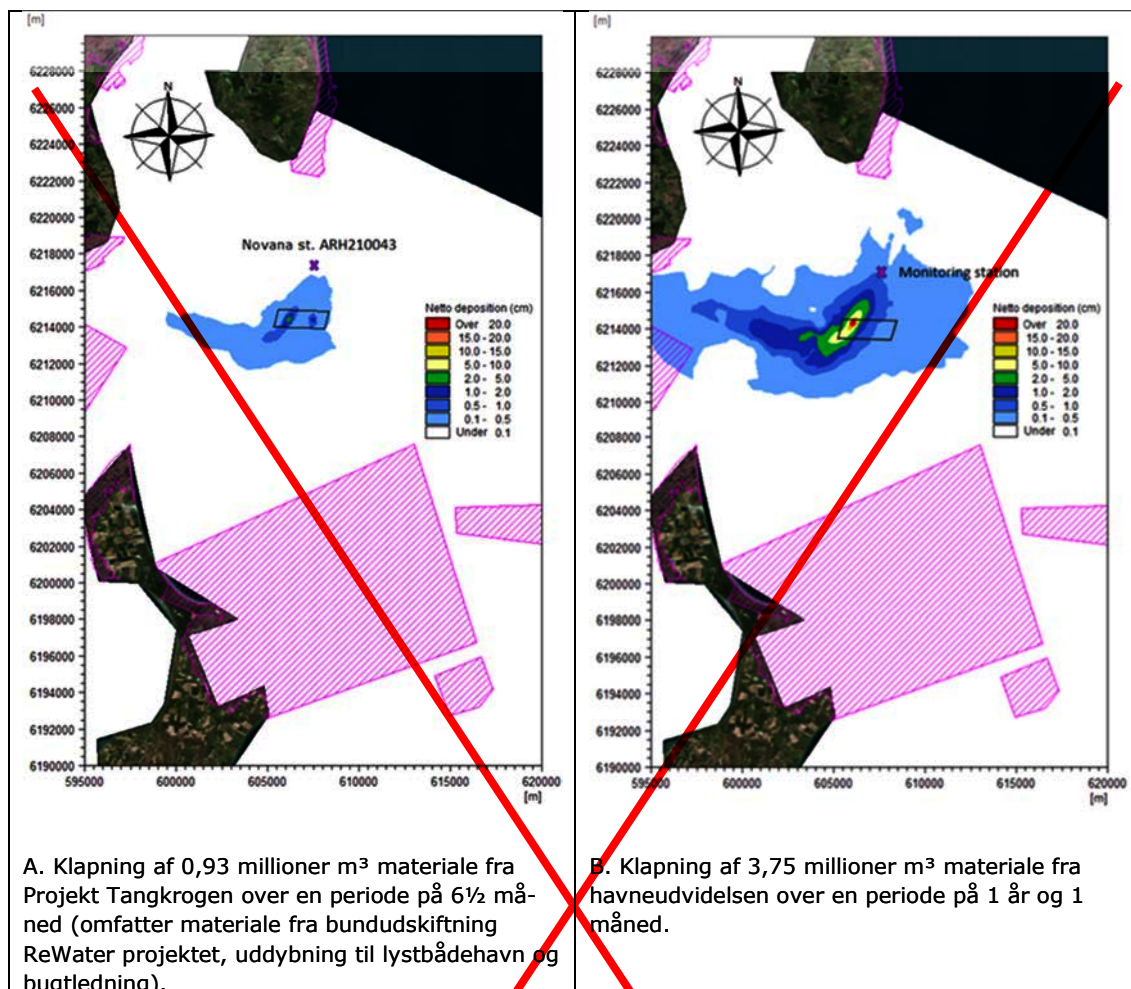 [m]
6228000
6226000
6224000
6222000
6220000
6218000
6216000
6214000
6212000
6210000
6208000
6206000
6204000
6202000
6200000
6198000
6196000
6194000
6192000
6190000
N
Novana st. ARH210043
Netto deposition (cm)
Over 20.0
15.0 - 20.0
10.0 - 15.0
5.0 - 10.0
2.0 - 5.0
1.0 - 2.0
0.5 - 1.0
0.1 - 0.5
Under 0.1
595000 600000 605000 610000 615000 620000
[m]
A. Klapning af 0,93 millioner m³ materiale fra
Projekt Tangkrogen over en periode på 6½ må-
ned (omfatter materiale fra bundudskiftning
ReWater projektet, uddybning til lystbådehavn og
bugtledning).
[m]
6228000
6226000
6224000
6222000
6220000
6218000
6216000
6214000
6212000
6210000
6208000
6206000
6204000
6202000
6200000
6198000
6196000
6194000
6192000
6190000
N
Monitoring station
Netto deposition (cm)
Over 20.0
15.0 - 20.0
10.0 - 15.0
5.0 - 10.0
2.0 - 5.0
1.0 - 2.0
0.5 - 1.0
0.1 - 0.5
Under 0.1
595000 600000 605000 610000 615000 620000
[m]
B. Klapning af 3,75 millioner m³ materiale fra
havneudvidelsen over en periode på 1 år og 1
måned.